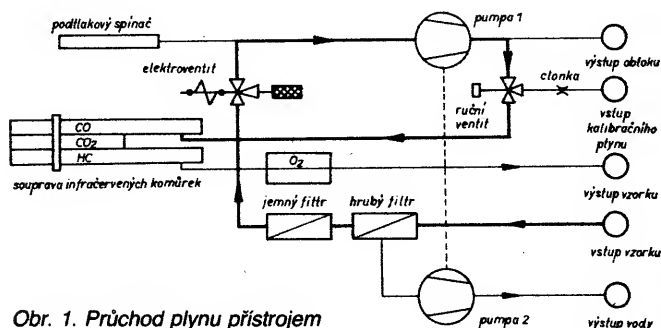 podtlakový spínač
pumpa 1
výstup obtoku
elektroventil
clonka
ruční
ventil
vstup
kalibračního
plynu
CO
CO2
HC
O2
souprava infračervených komůrek
výstup vzorku
jemný filtr
hrubý filtr
vstup vzorku
pumpa 2
výstup vody
Obr. 1. Průchod plynu přístrojem